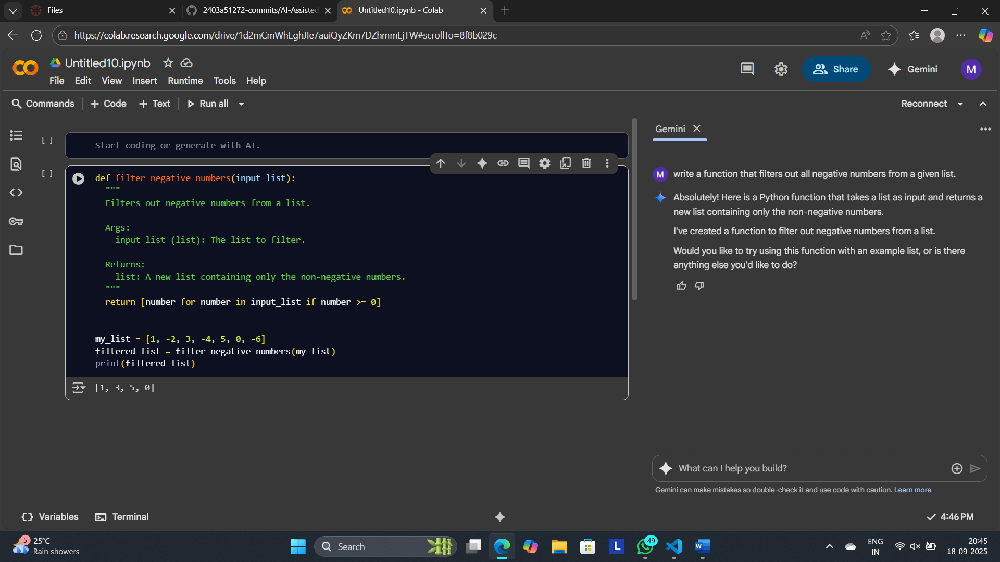 Files
2403a51272-commits/AI-Assisted
Untitled10.ipynb - Colab
https://colab.research.google.com/drive/1d2mCmWhEghJIe7auiQyZKm7DZhmmEjTW#scrollTo=8f8b029c
Untitled10.ipynb
File Edit View Insert Runtime Tools Help
Share
Gemini
M
Commands + Code + Text Run all
Reconnect
[ ]
Start coding or generate with AI.
[ ]
def filter_negative_numbers(input_list):
"""
Filters out negative numbers from a list.
Args:
input_list (list): The list to filter.
Returns:
list: A new list containing only the non-negative numbers.
"""
return [number for number in input_list if number >= 0]
my_list = [1, -2, 3, -4, 5, 0, -6]
filtered_list = filter_negative_numbers(my_list)
print(filtered_list)
[1, 3, 5, 0]
Gemini
M
write a function that filters out all negative numbers from a given list.
Absolutely! Here is a Python function that takes a list as input and returns a
new list containing only the non-negative numbers.
I've created a function to filter out negative numbers from a list.
Would you like to try using this function with an example list, or is there
anything else you'd like to do?
What can I help you build?
Gemini can make mistakes so double-check it and use code with caution. Learn more
Variables
Terminal
4:46 PM
5
25°C
Rain showers
Search
L
49
W
ENG
IN
20:45
18-09-2025